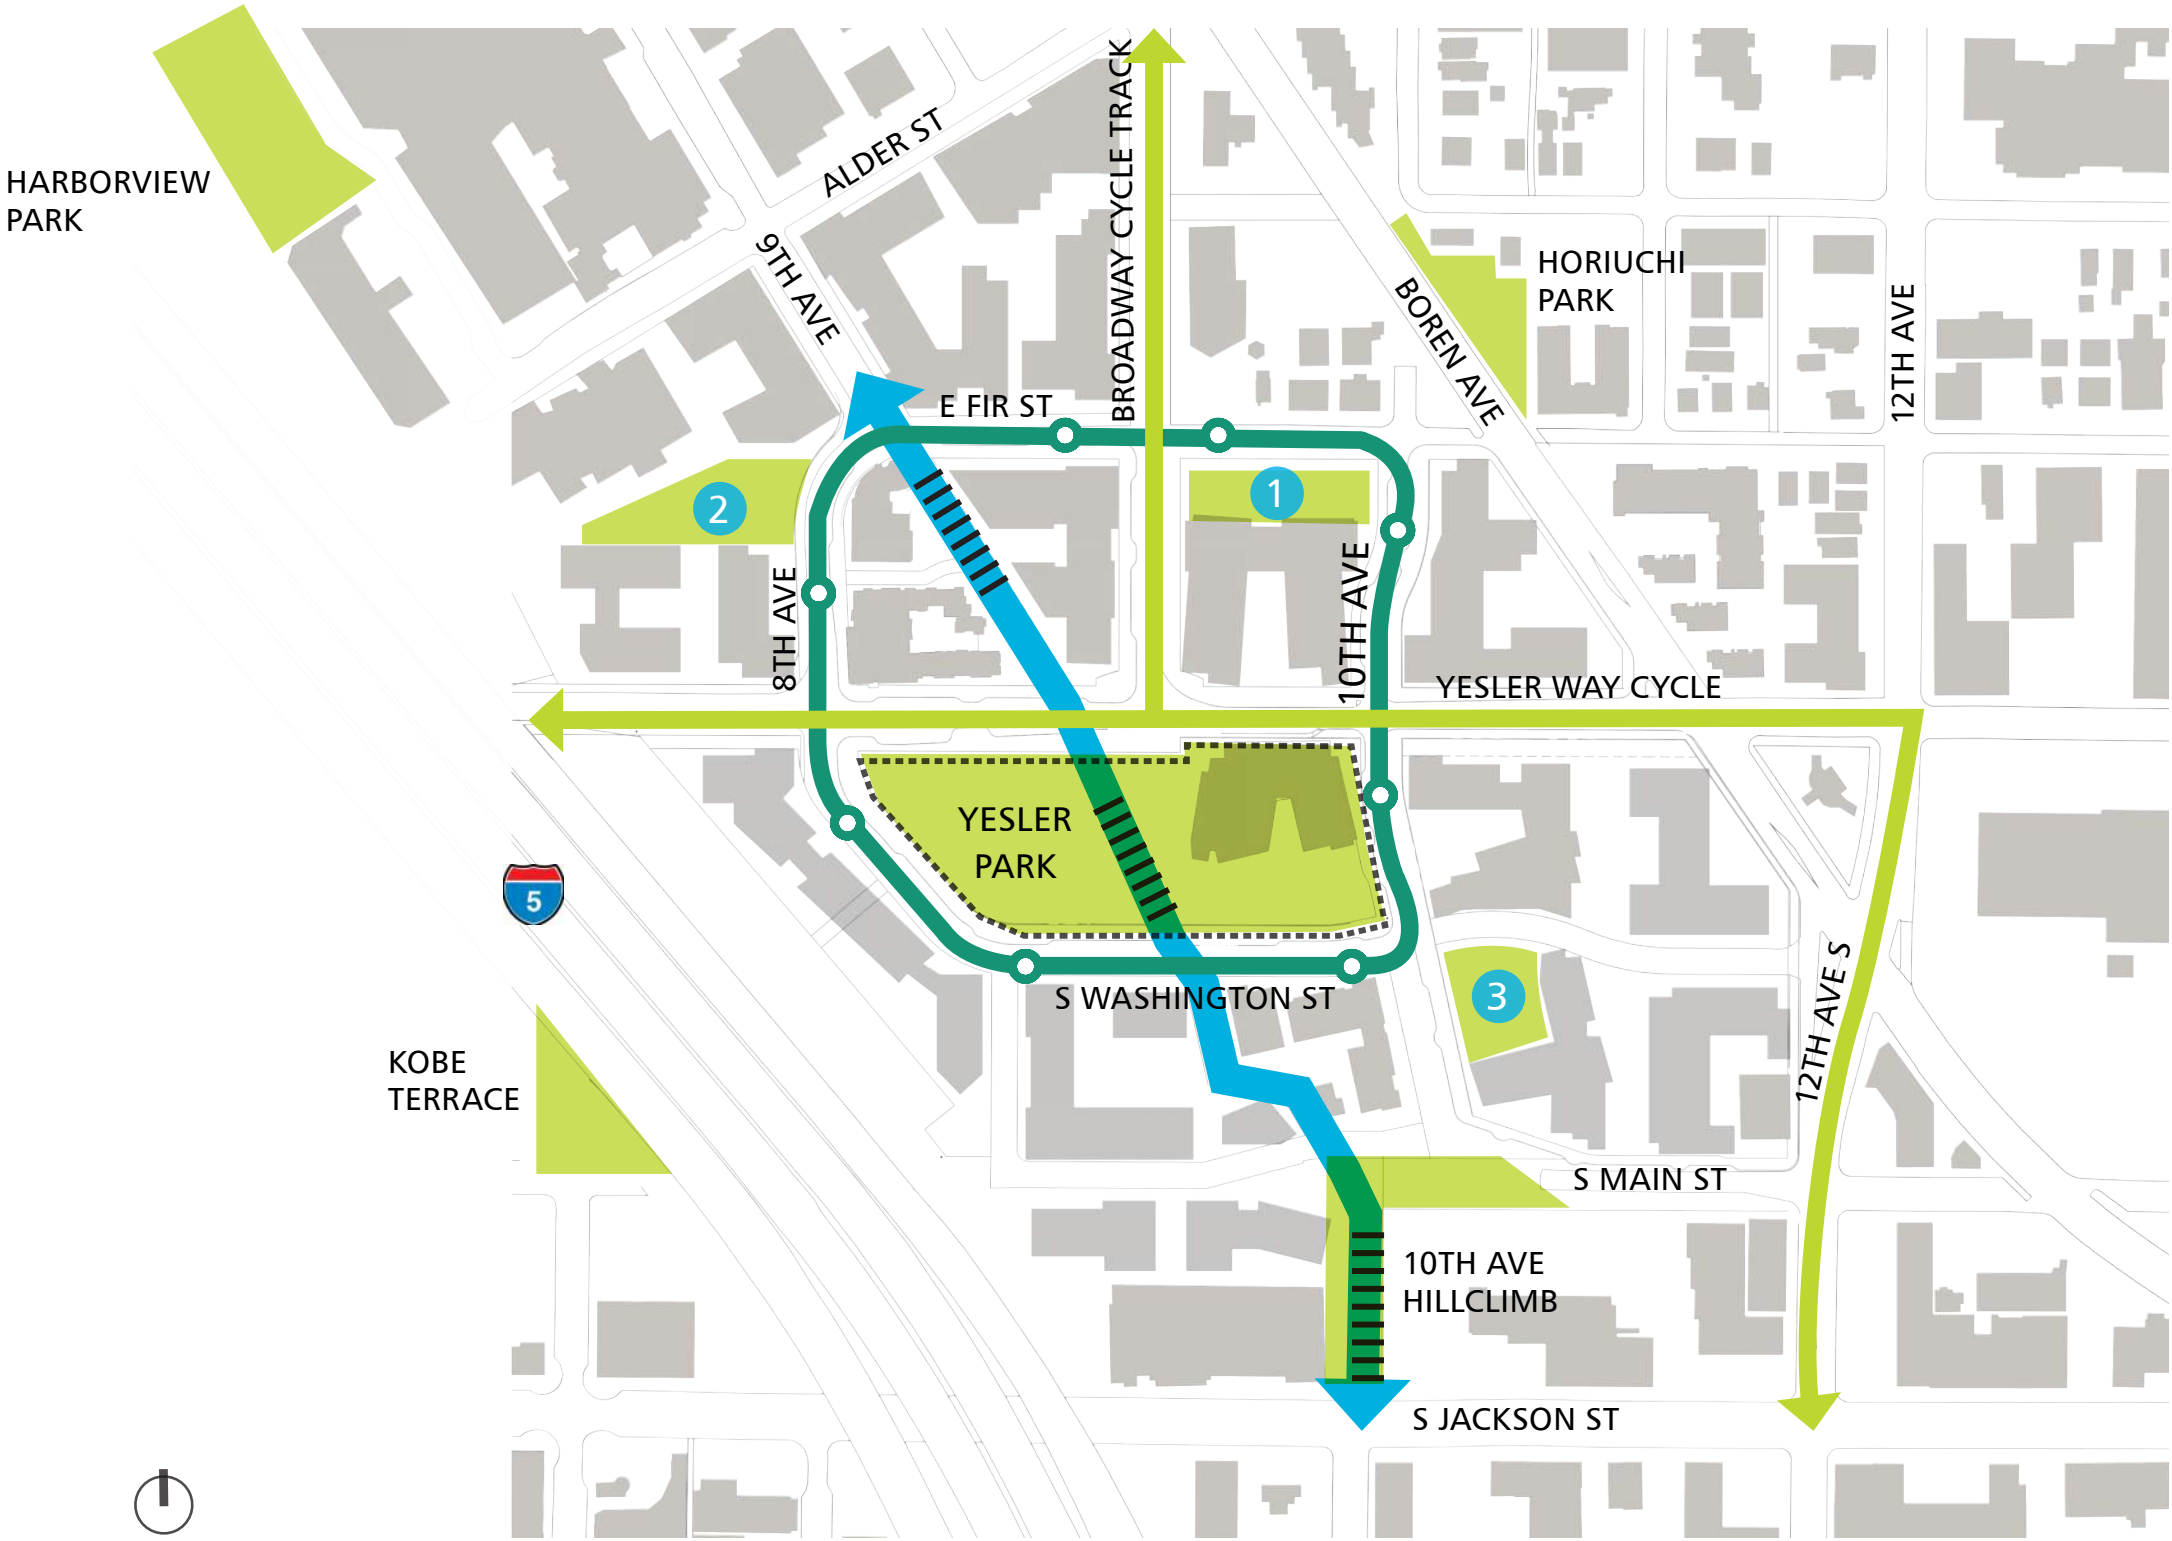 BROADWAY CYCLE TRACK
ALDER ST
HARBORVIEW
PARK
9TH AVE
HORIUCHI
PARK
BOREN AVE
12TH AVE
E FIR ST
2
1
8TH AVE
10TH AVE
YESLER WAY CYCLE
YESLER
PARK
5
S WASHINGTON ST
3
12TH AVE S
KOBE
TERRACE
S MAIN ST
10TH AVE
HILLCLIMB
S JACKSON ST